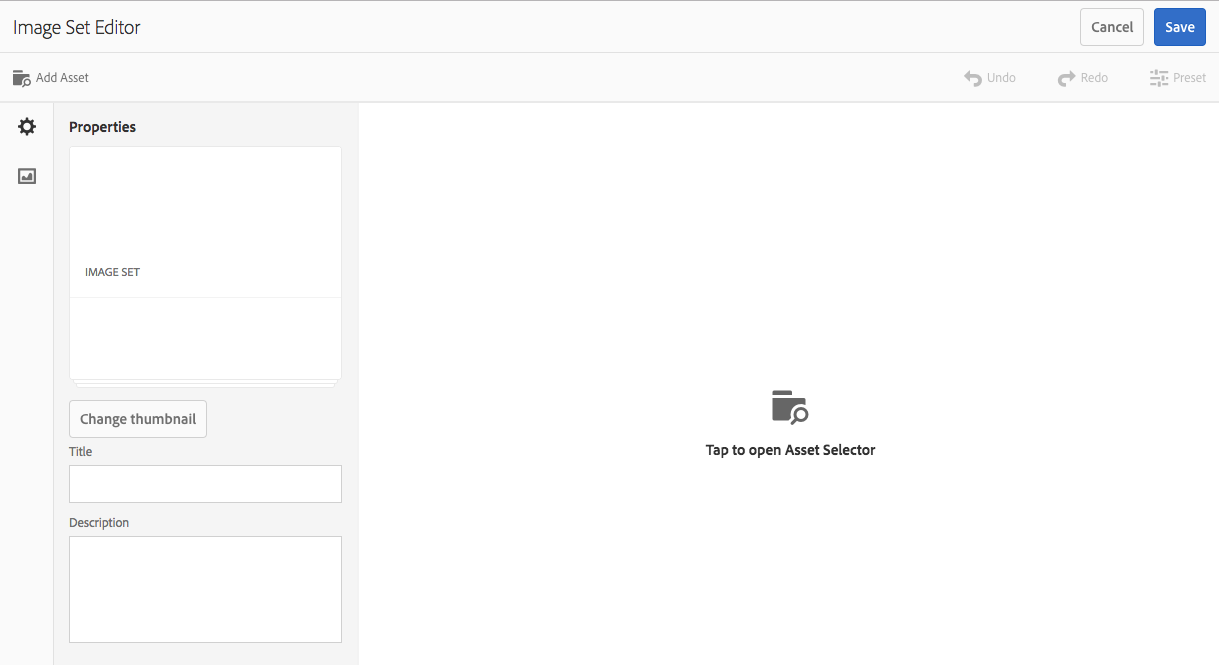 Image Set Editor
Cancel
Save
Add Asset
Undo
Redo
Preset
Properties
IMAGE SET
Change thumbnail
Title
Description
Tap to open Asset Selector